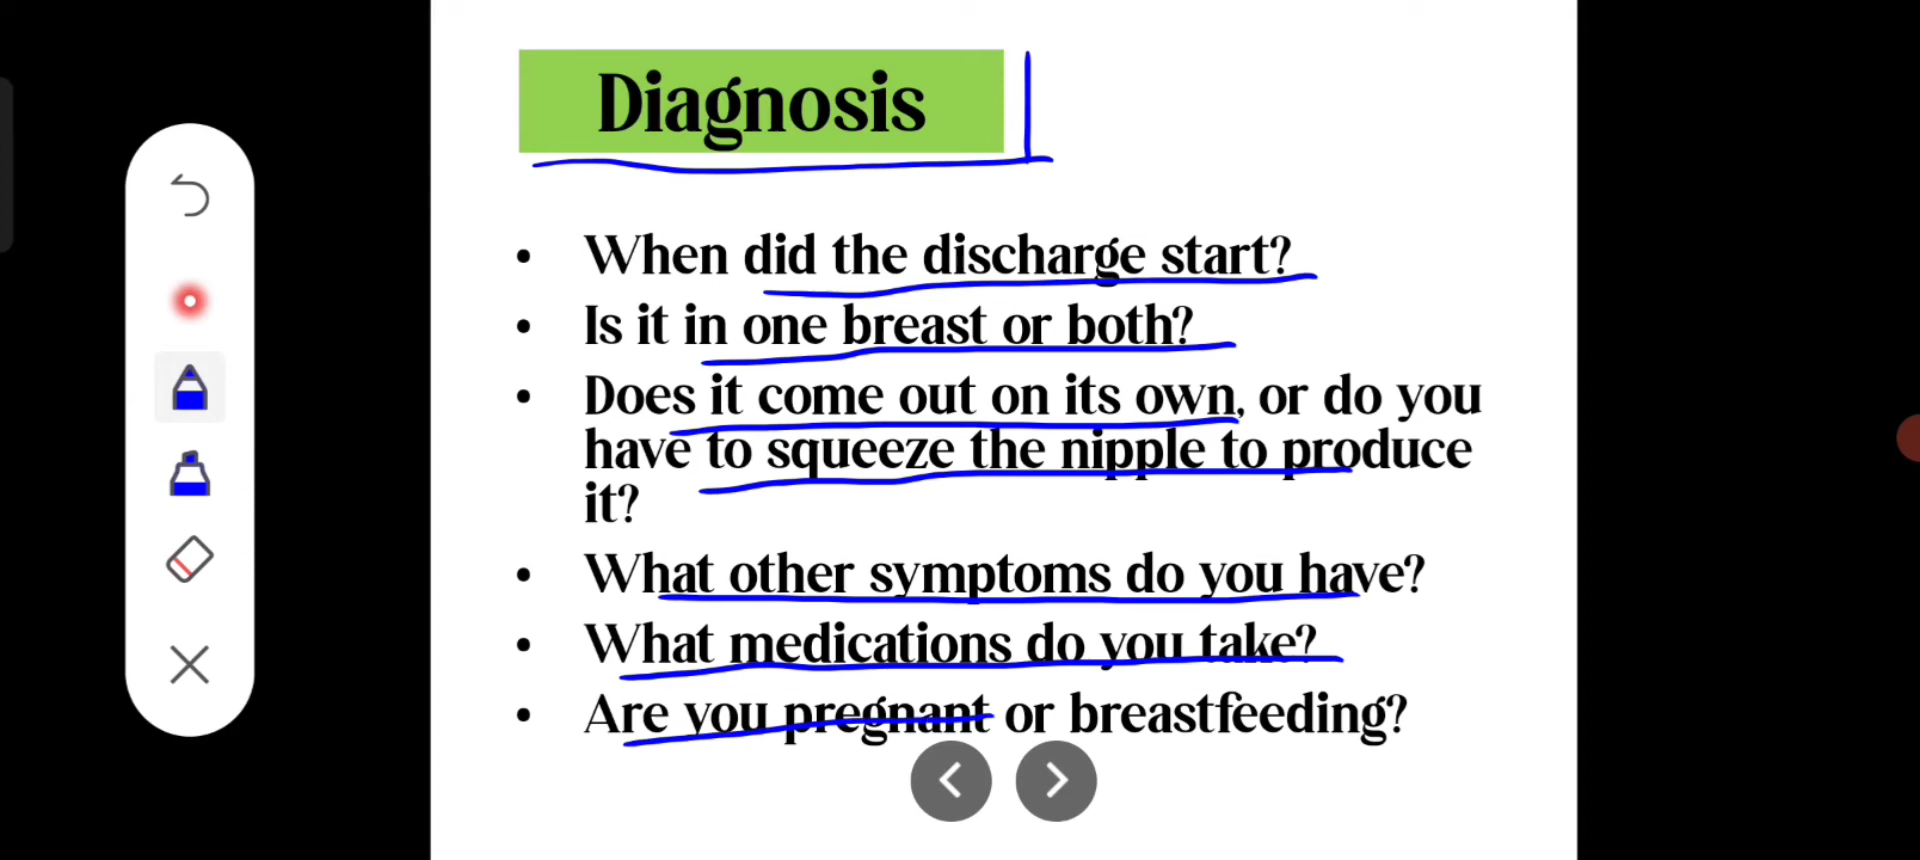 Diagnosis
• When did the discharge start?
• Is it in one breast or both?
• Does it come out on its own, or do you
have to squeeze the nipple to produce
it?
• What other symptoms do you have?
• What medications do you take?
• Are you pregnant or breastfeeding?